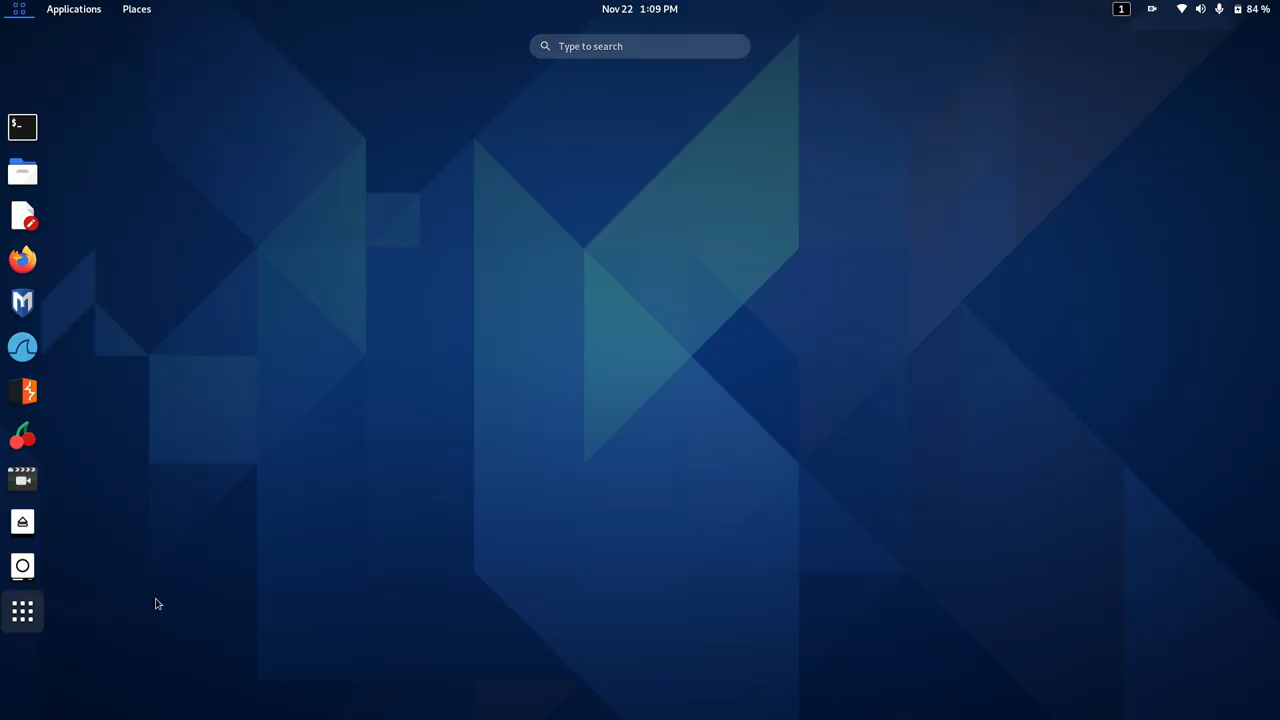 Applications Places Nov 22 1:09 PM 1 84 %
Type to search
$_